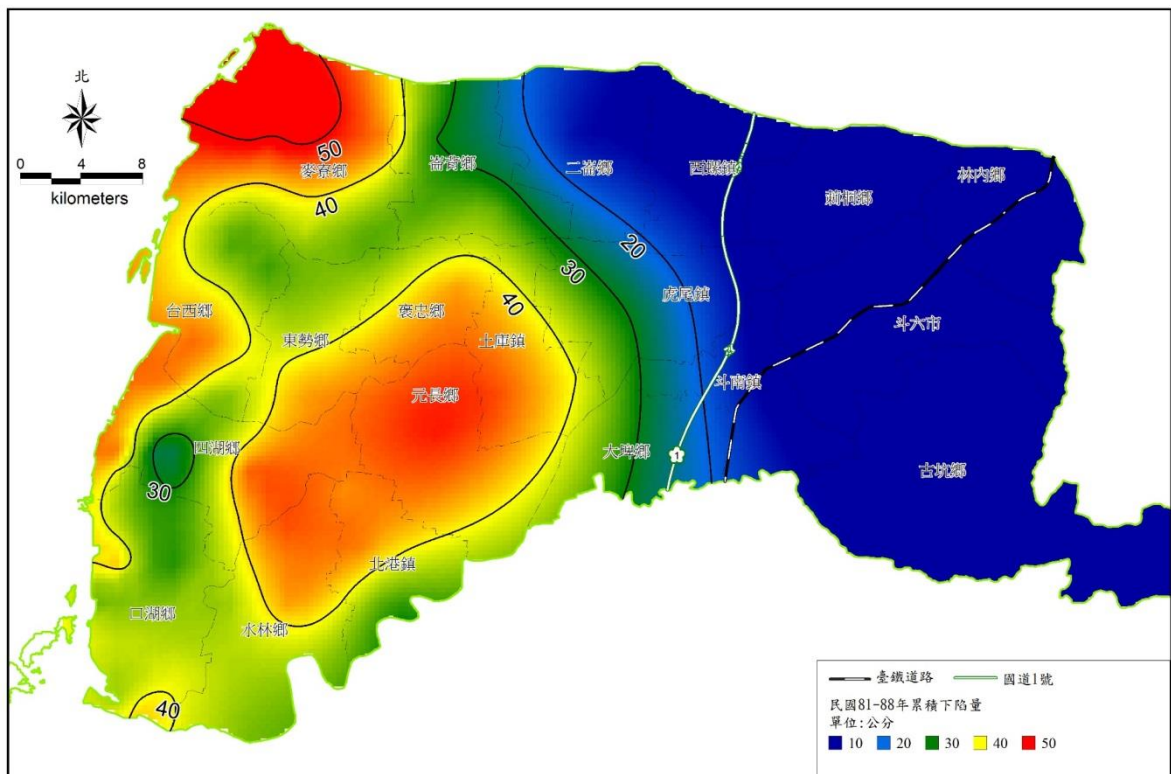 北
0 4 8
kilometers
50
麥寮鄉
崙背鄉
二崙鄉
西螺鎮
林內鄉
莿桐鄉
40
20
30
虎尾鎮
40
台西鄉
褒忠鄉
東勢鄉
土庫鎮
斗六市
元長鄉
斗南鎮
四湖鄉
大埤鄉
1
古坑鄉
30
北港鎮
口湖鄉
水林鄉
40
臺鐵道路 國道1號
民國81-88年累積下陷量
單位:公分
10 20 30 40 50